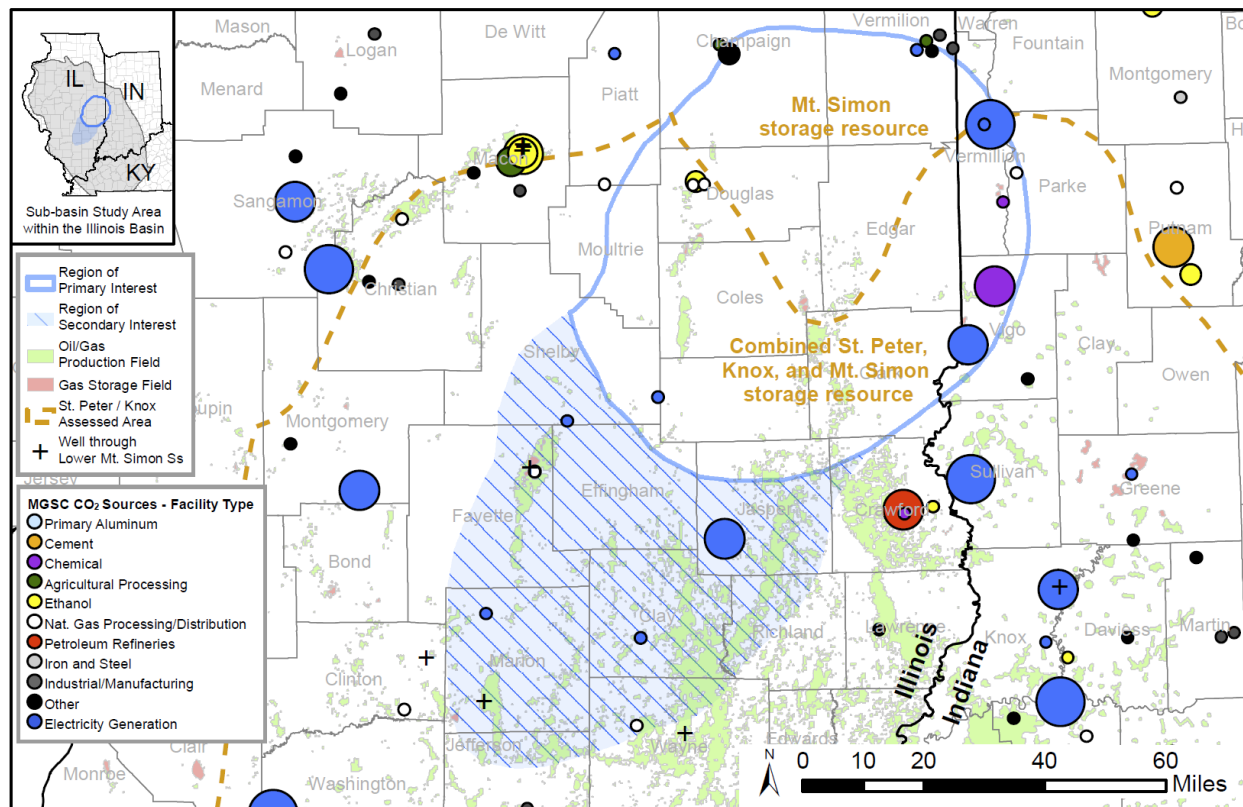 IL
IN
KY
Sub-basin Study Area
within the Illinois Basin
Region of
Primary Interest
Region of
Secondary Interest
Oil/Gas
Production Field
Gas Storage Field
St. Peter / Knox
Assessed Area
Well through
Lower Mt. Simon Ss
MGSC CO₂ Sources - Facility Type
Primary Aluminum
Cement
Chemical
Agricultural Processing
Ethanol
Nat. Gas Processing/Distribution
Petroleum Refineries
Iron and Steel
Industrial/Manufacturing
Other
Electricity Generation
Mason
Logan
De Witt
Champaign
Vermilion
Warren
Fountain
Montgomery
Menard
Piatt
Mt. Simon
storage resource
Macon
Vermillion
Parke
Sangamon
Douglas
Putnam
Edgar
Moultrie
Christian
Coles
Vigo
Clay
Shelby
Combined St. Peter,
Knox, and Mt. Simon
storage resource
Clark
Owen
Montgomery
Sullivan
Greene
Jersey
Effingham
Jasper
Crawford
Fayette
Bond
Clay
Richland
Lawrence
Illinois
Indiana
Knox
Daviess
Martin
Marion
Clinton
Clair
Jefferson
Wayne
Edwards
Monroe
Washington
N
0 10 20 40 60
Miles